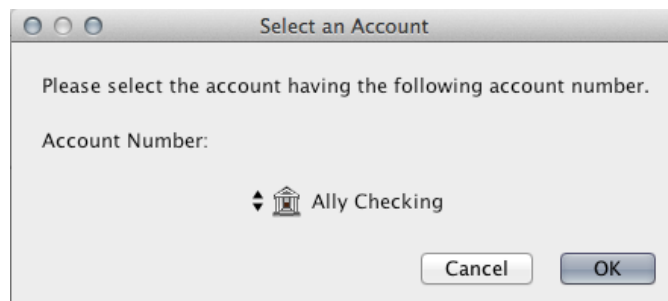 Select an Account
Please select the account having the following account number.
Account Number:
Ally Checking
Cancel OK